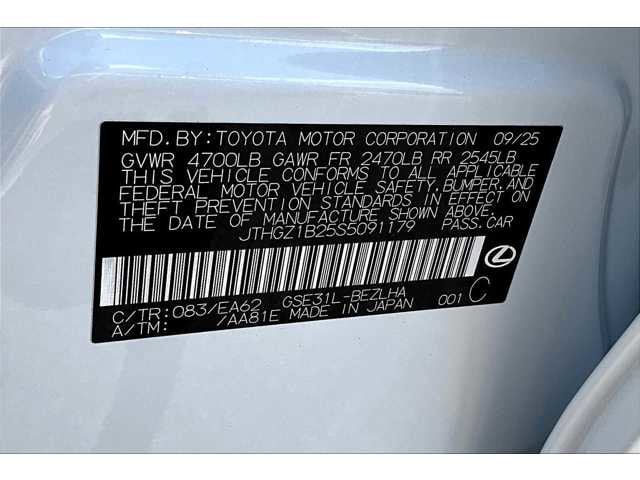 MFD. BY: TOYOTA MOTOR CORPORATION 09/25
GVWR 4700LB GAWR FR 2470LB RR 2545LB
THIS VEHICLE CONFORMS TO ALL APPLICABLE
FEDERAL MOTOR VEHICLE SAFETY, BUMPER, AND
THEFT PREVENTION STANDARDS IN EFFECT ON
THE DATE OF MANUFACTURE SHOWN ABOVE.
JTHGZ1B25S5091179 PASS. CAR
C/TR: 083/EA62 GSE31L-BEZLHA 001 C
A/TM: /AA81E MADE IN JAPAN